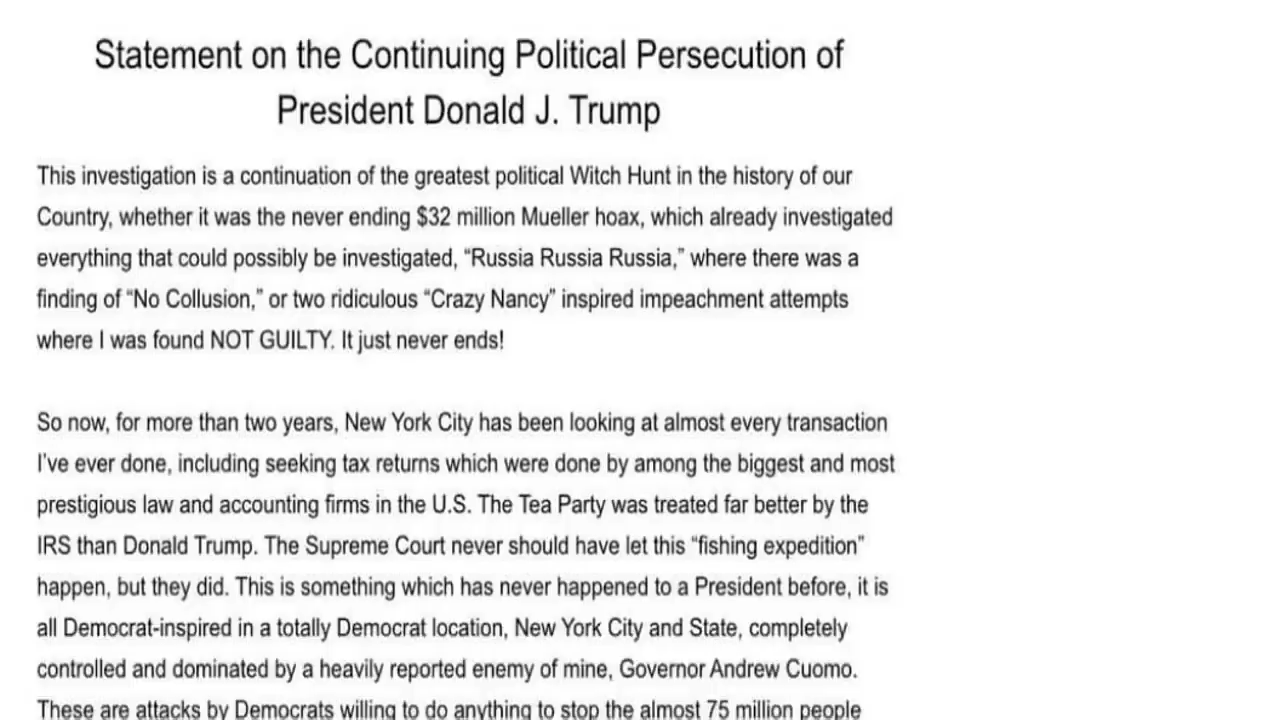 Statement on the Continuing Political Persecution of
President Donald J. Trump
This investigation is a continuation of the greatest political Witch Hunt in the history of our
Country, whether it was the never ending $32 million Mueller hoax, which already investigated
everything that could possibly be investigated, “Russia Russia Russia,” where there was a
finding of “No Collusion,” or two ridiculous “Crazy Nancy” inspired impeachment attempts
where I was found NOT GUILTY. It just never ends!
So now, for more than two years, New York City has been looking at almost every transaction
I’ve ever done, including seeking tax returns which were done by among the biggest and most
prestigious law and accounting firms in the U.S. The Tea Party was treated far better by the
IRS than Donald Trump. The Supreme Court never should have let this “fishing expedition”
happen, but they did. This is something which has never happened to a President before, it is
all Democrat-inspired in a totally Democrat location, New York City and State, completely
controlled and dominated by a heavily reported enemy of mine, Governor Andrew Cuomo.
These are attacks by Democrats willing to do anything to stop the almost 75 million people